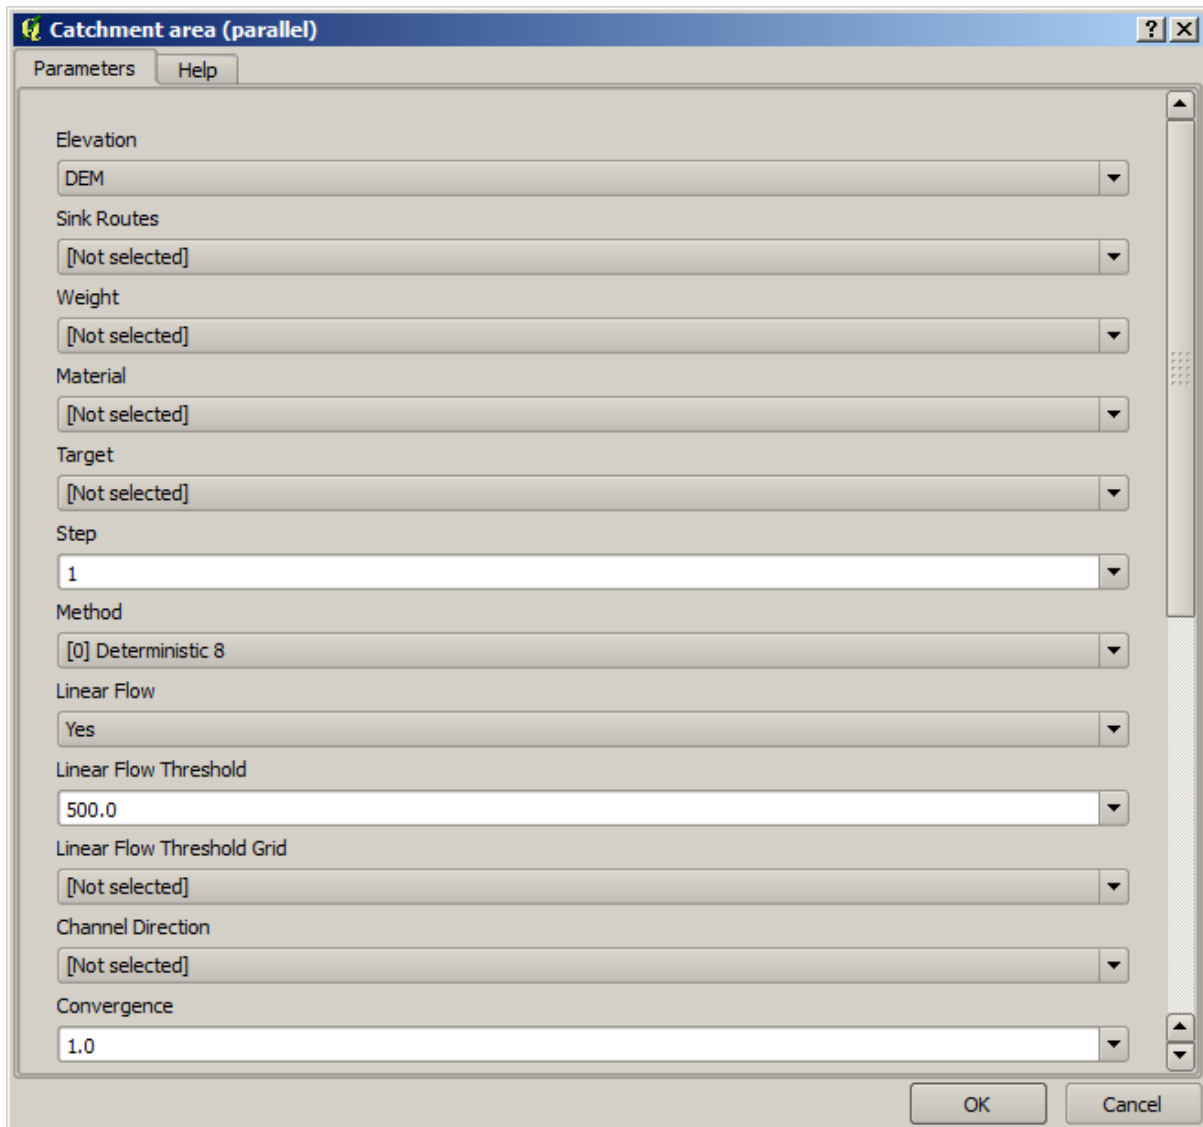 Catchment area (parallel)
Parameters Help
Elevation
DEM
Sink Routes
[Not selected]
Weight
[Not selected]
Material
[Not selected]
Target
[Not selected]
Step
1
Method
[0] Deterministic 8
Linear Flow
Yes
Linear Flow Threshold
500.0
Linear Flow Threshold Grid
[Not selected]
Channel Direction
[Not selected]
Convergence
1.0
OK Cancel